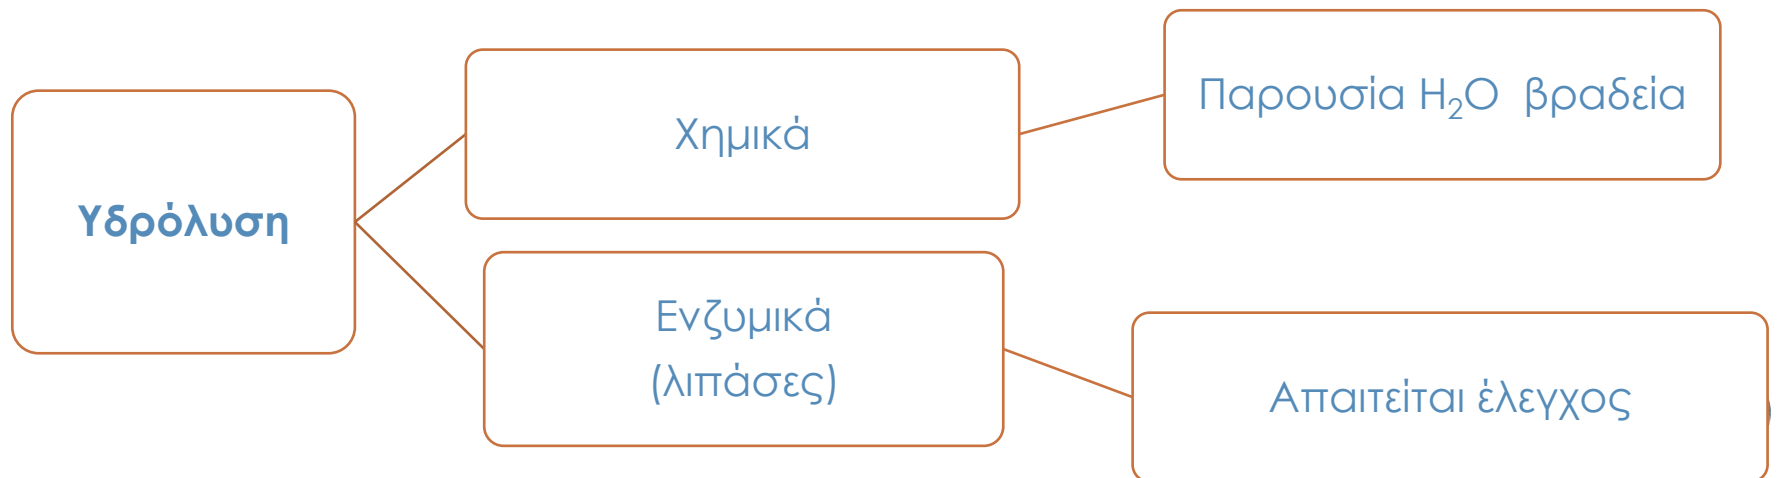 Υδρόλυση
Χημικά
Παρουσία H₂O βραδεία
Ενζυμικά
(λιπάσες)
Απαιτείται έλεγχος